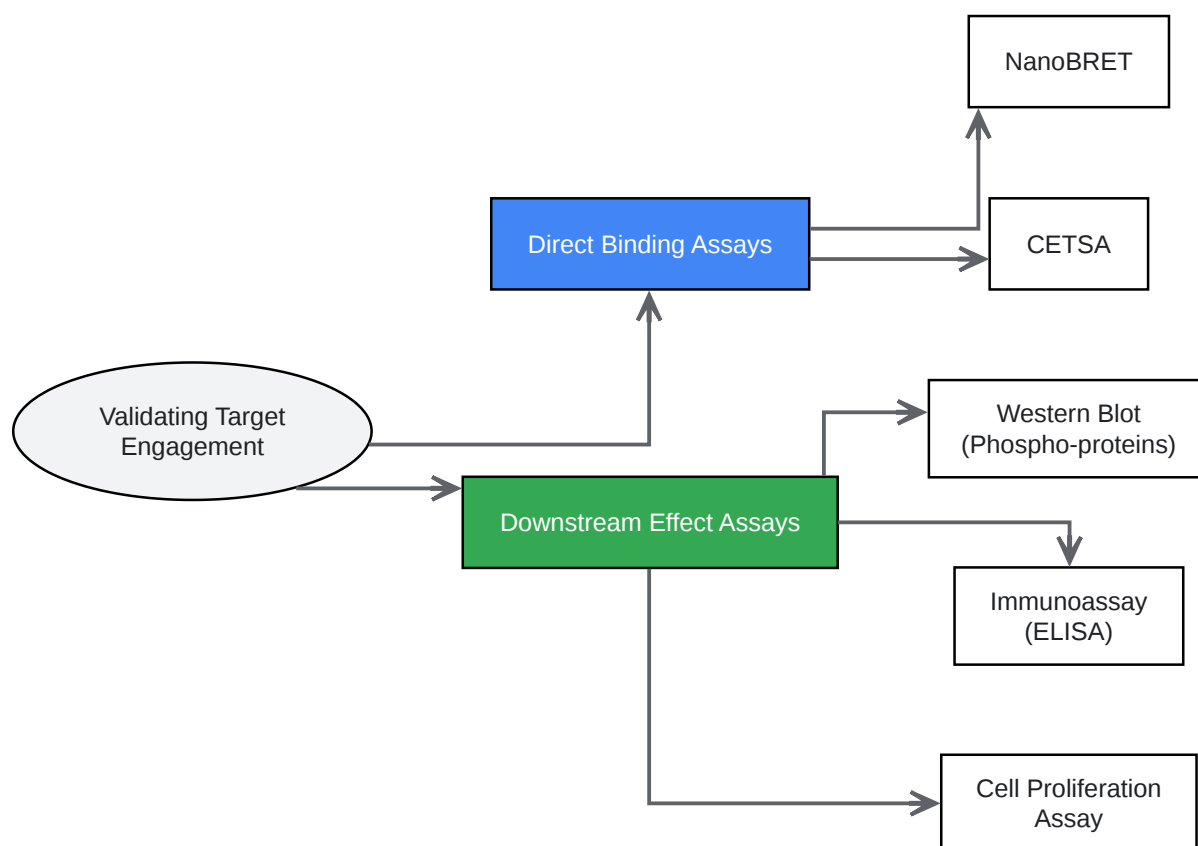 NanoBRET
Direct Binding Assays
CETSA
Validating Target
Engagement
Western Blot
(Phospho-proteins)
Downstream Effect Assays
Immunoassay
(ELISA)
Cell Proliferation
Assay